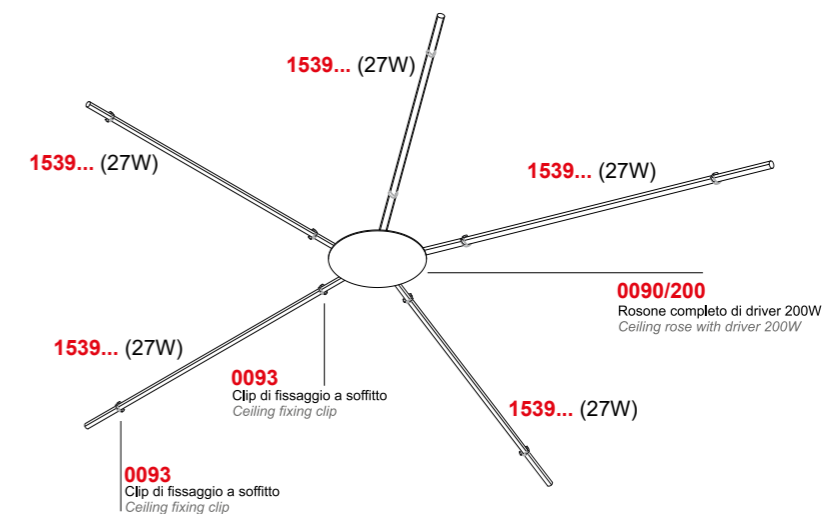 1539... (27W)
1539... (27W)
1539... (27W)
0090/200
Rosone completo di driver 200W
Ceiling rose with driver 200W
1539... (27W)
0093
Clip di fissaggio a soffitto
Ceiling fixing clip
1539... (27W)
0093
Clip di fissaggio a soffitto
Ceiling fixing clip